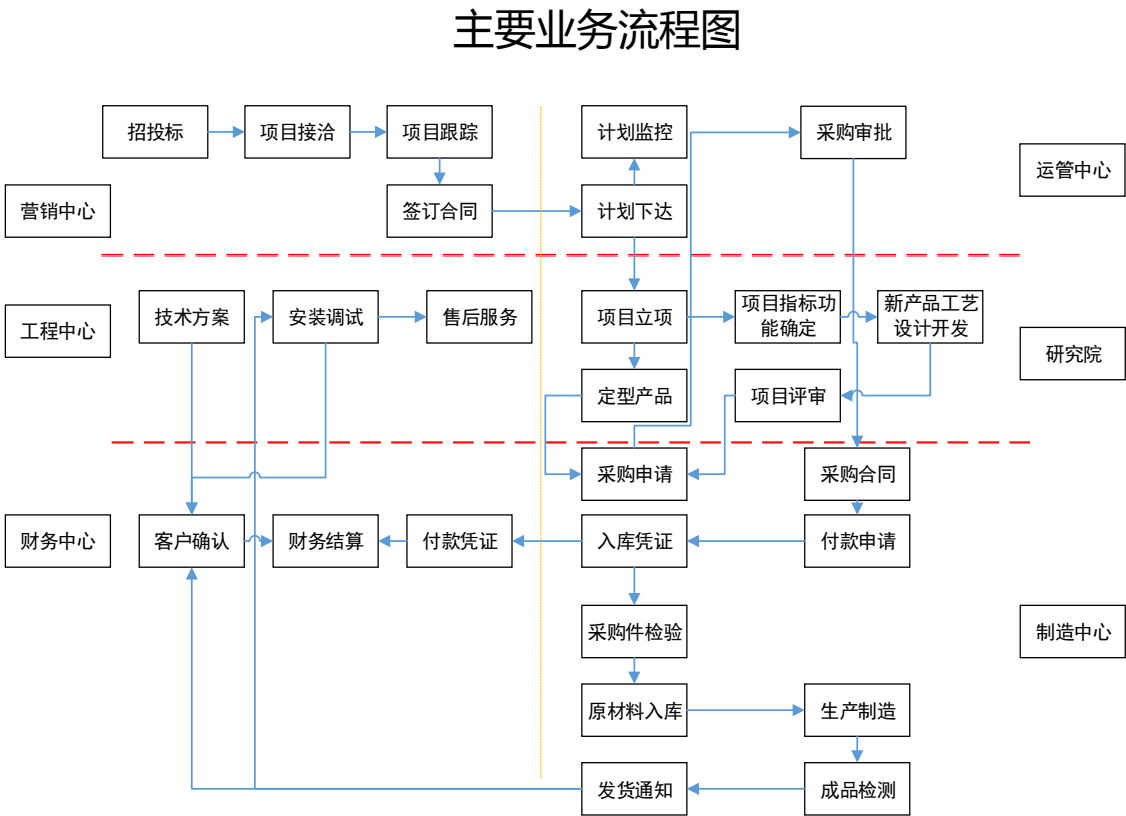 主要业务流程图
招投标
项目接洽
项目跟踪
计划监控
采购审批
运管中心
营销中心
签订合同
计划下达
工程中心
技术方案
安装调试
售后服务
项目立项
项目指标功
能确定
新产品工艺
设计开发
研究院
定型产品
项目评审
采购申请
采购合同
财务中心
客户确认
财务结算
付款凭证
入库凭证
付款申请
采购件检验
制造中心
原材料入库
生产制造
发货通知
成品检测